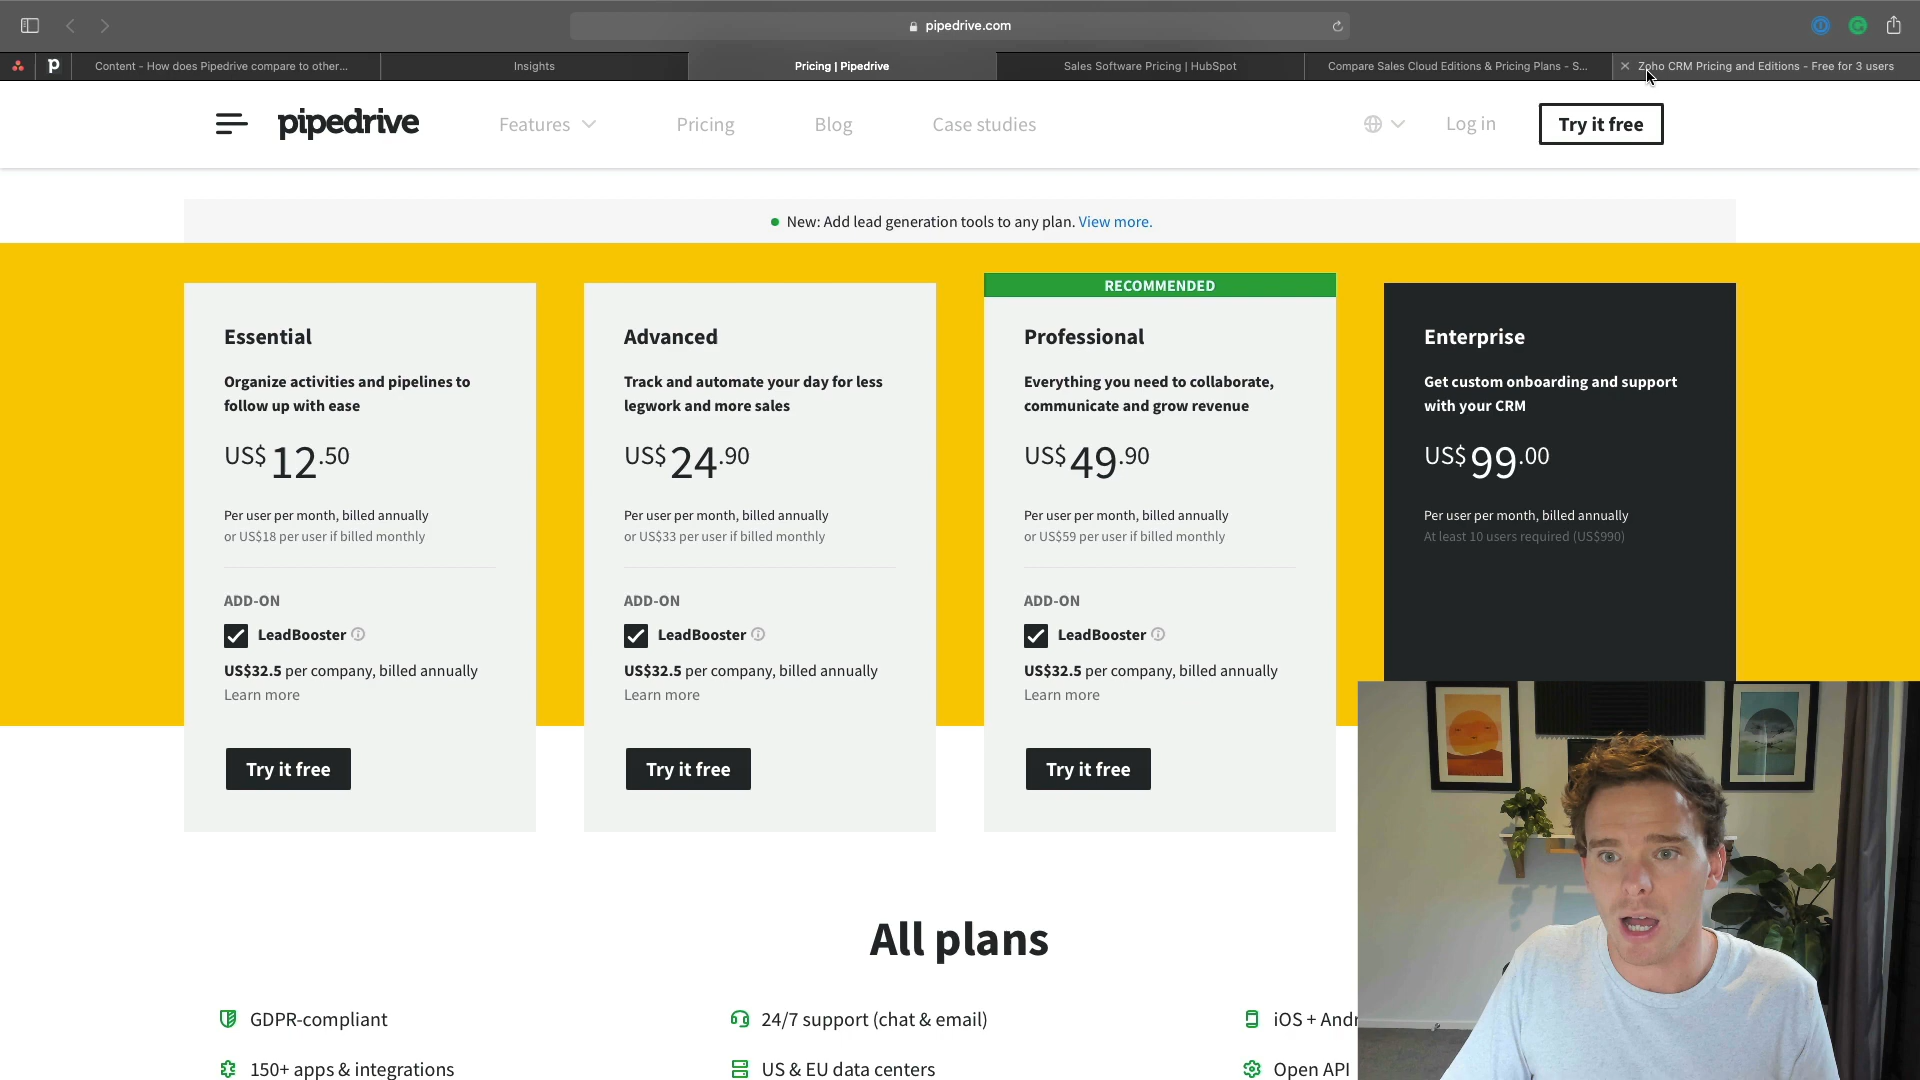 pipedrive.com
Content - How does Pipedrive compare to other...
Insights
Pricing | Pipedrive
Sales Software Pricing | HubSpot
Compare Sales Cloud Editions & Pricing Plans - S...
Zoho CRM Pricing and Editions - Free for 3 users
pipedrive
Features
Pricing
Blog
Case studies
Log in
Try it free
New: Add lead generation tools to any plan. View more.
Essential
Organize activities and pipelines to
follow up with ease
US$ 12.50
Per user per month, billed annually
or US$18 per user if billed monthly
ADD-ON
LeadBooster
US$32.5 per company, billed annually
Learn more
Try it free
Advanced
Track and automate your day for less
legwork and more sales
US$ 24.90
Per user per month, billed annually
or US$33 per user if billed monthly
ADD-ON
LeadBooster
US$32.5 per company, billed annually
Learn more
Try it free
RECOMMENDED
Professional
Everything you need to collaborate,
communicate and grow revenue
US$ 49.90
Per user per month, billed annually
or US$59 per user if billed monthly
ADD-ON
LeadBooster
US$32.5 per company, billed annually
Learn more
Try it free
Enterprise
Get custom onboarding and support
with your CRM
US$ 99.00
Per user per month, billed annually
At least 10 users required (US$990)
All plans
GDPR-compliant
24/7 support (chat & email)
iOS + Andr
150+ apps & integrations
US & EU data centers
Open API